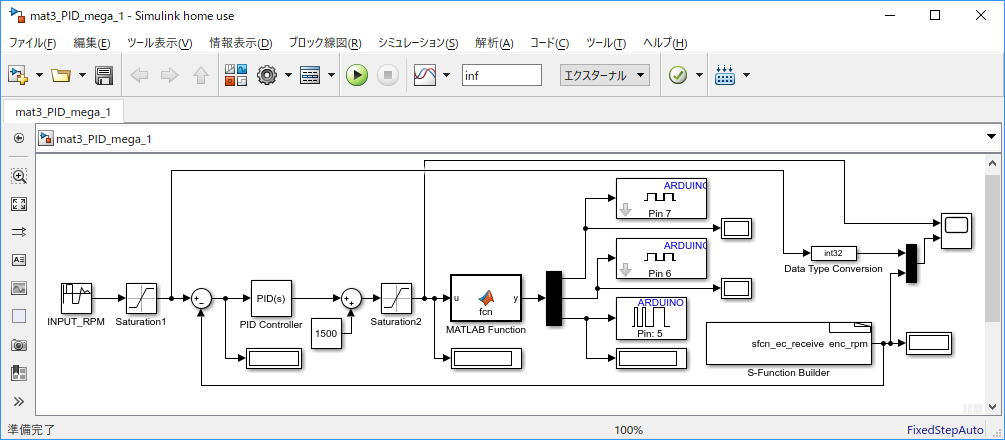 mat3_PID_mega_1 - Simulink home use
ファイル(F) 編集(E) ツール表示(V) 情報表示(D) ブロック線図(R) シミュレーション(S) 解析(A) コード(C) ツール(T) ヘルプ(H)
inf エクスターナル
mat3_PID_mega_1
mat3_PID_mega_1
ARDUINO
Pin 7
ARDUINO
Pin 6
int32
Data Type Conversion
INPUT_RPM
Saturation1
+
-
PID(s)
PID Controller
+
+
1500
Saturation2
u fcn y
MATLAB Function
ARDUINO
Pin: 5
sfcn_ec_receive enc_rpm
S-Function Builder
準備完了 100% FixedStepAuto